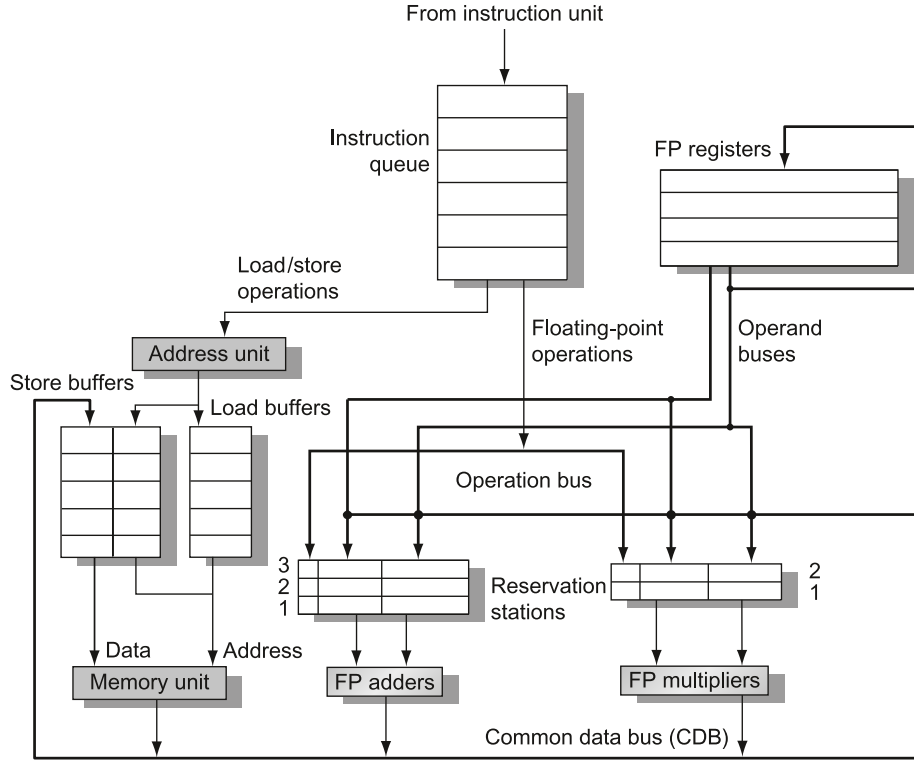 From instruction unit
Instruction
queue
FP registers
Load/store
operations
Floating-point
operations
Operand
buses
Address unit
Store buffers
Load buffers
Operation bus
3
2
1
Reservation
stations
2
1
Data
Address
Memory unit
FP adders
FP multipliers
Common data bus (CDB)